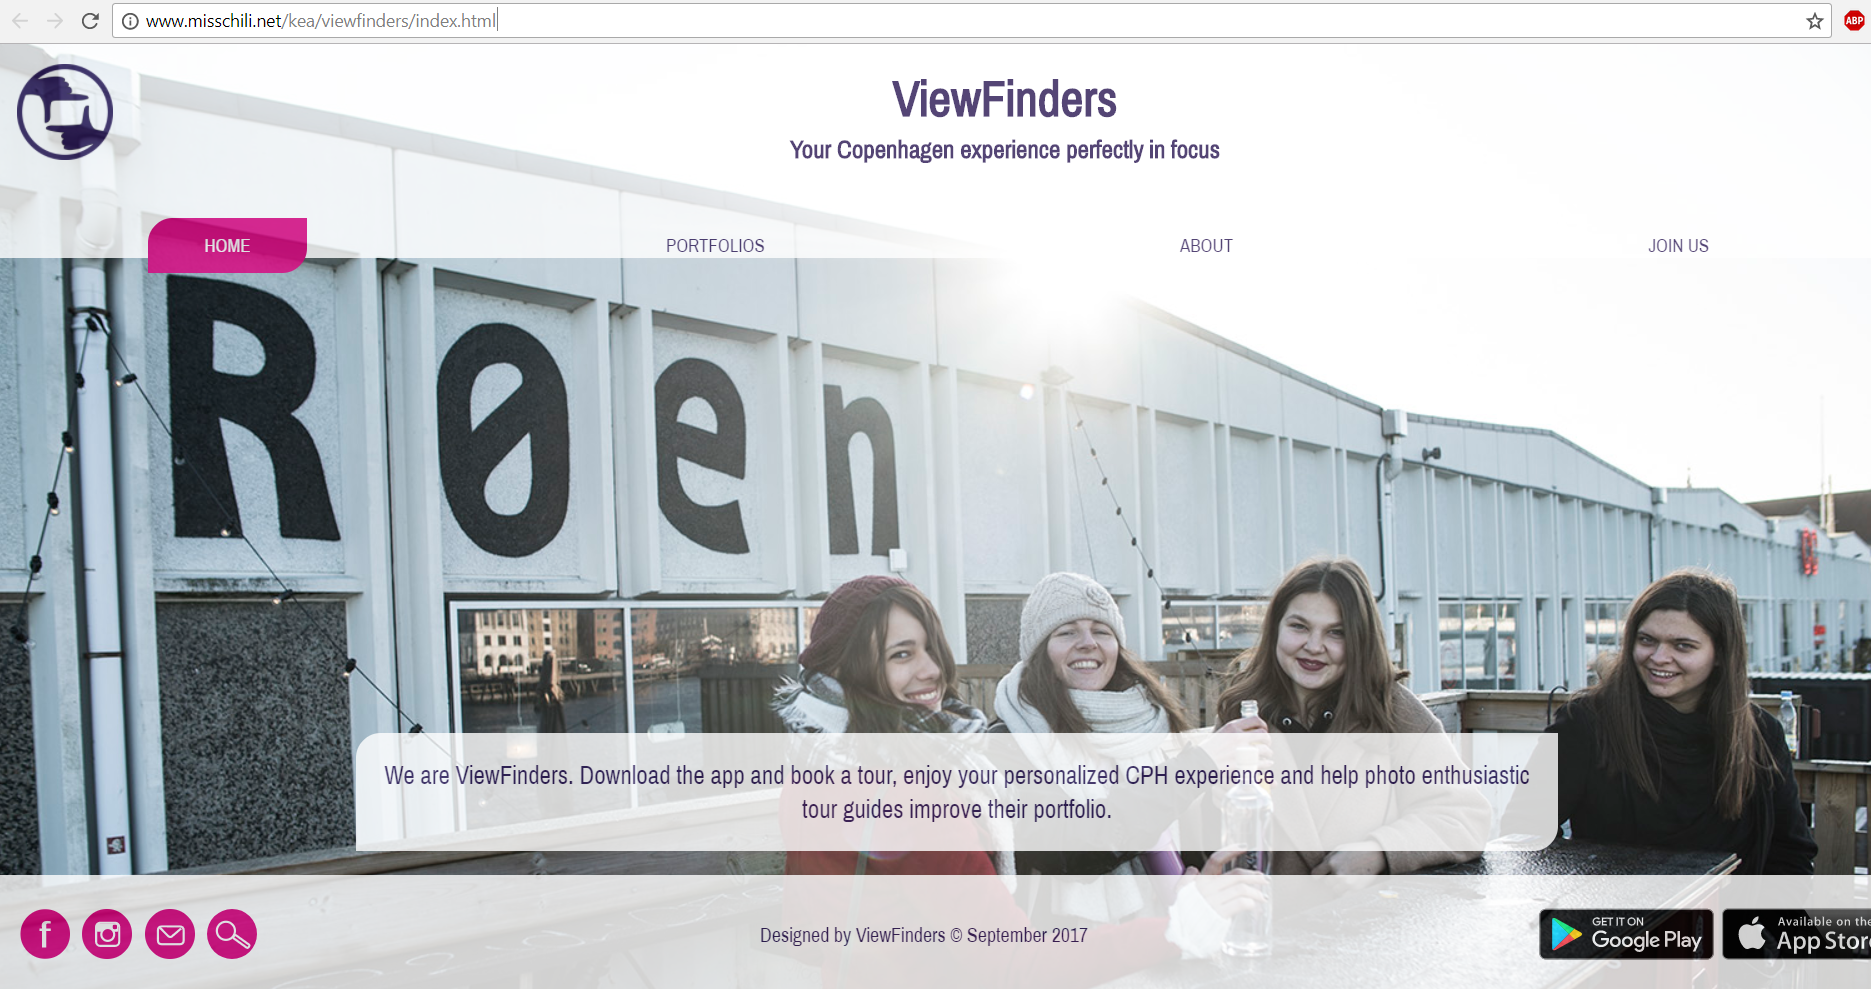 www.misschili.net/kea/viewfinders/index.html
ABP
ViewFinders
Your Copenhagen experience perfectly in focus
HOME PORTFOLIOS ABOUT JOIN US
Røen
We are ViewFinders. Download the app and book a tour, enjoy your personalized CPH experience and help photo enthusiastic
tour guides improve their portfolio.
f
Designed by ViewFinders © September 2017
GET IT ON
Google Play
Available on the
App Stor